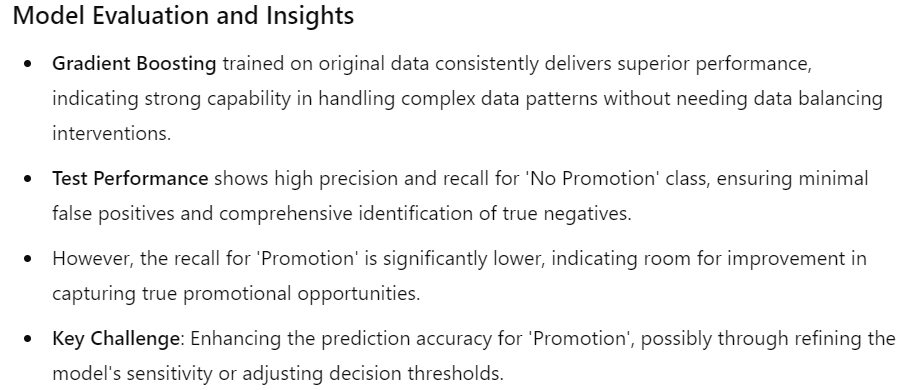 Model Evaluation and Insights
• Gradient Boosting trained on original data consistently delivers superior performance,
indicating strong capability in handling complex data patterns without needing data balancing
interventions.
• Test Performance shows high precision and recall for 'No Promotion' class, ensuring minimal
false positives and comprehensive identification of true negatives.
• However, the recall for 'Promotion' is significantly lower, indicating room for improvement in
capturing true promotional opportunities.
• Key Challenge: Enhancing the prediction accuracy for 'Promotion', possibly through refining the
model's sensitivity or adjusting decision thresholds.